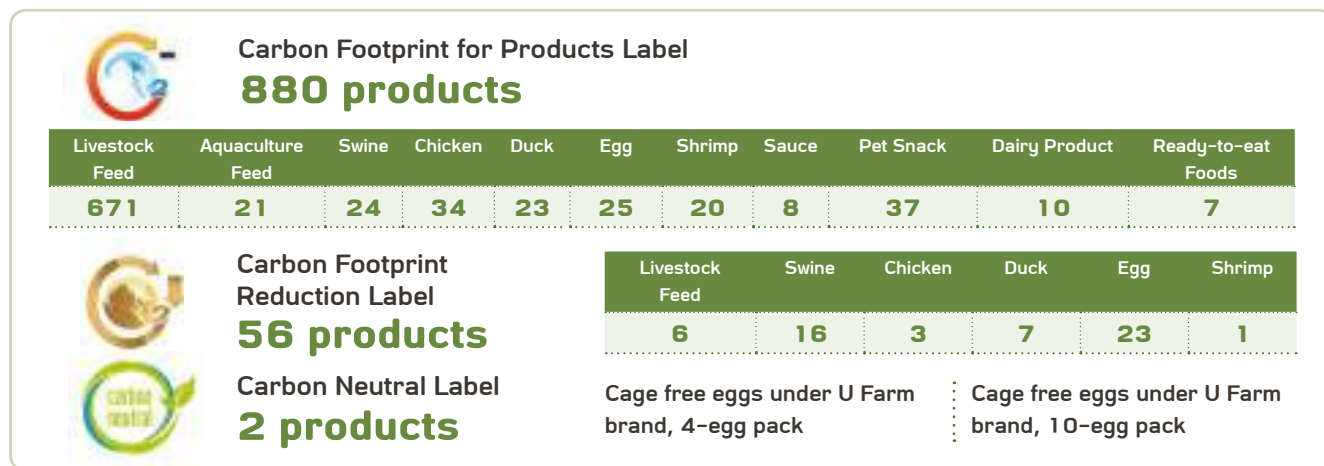 Carbon Footprint for Products Label
880 products
Livestock Feed Aquaculture Feed Swine Chicken Duck Egg Shrimp Sauce Pet Snack Dairy Product Ready-to-eat Foods
671 21 24 34 23 25 20 8 37 10 7
Carbon Footprint
Reduction Label
56 products
Livestock Feed Swine Chicken Duck Egg Shrimp
6 16 3 7 23 1
carbon
neutral
Carbon Neutral Label
2 products
Cage free eggs under U Farm
brand, 4-egg pack
Cage free eggs under U Farm
brand, 10-egg pack